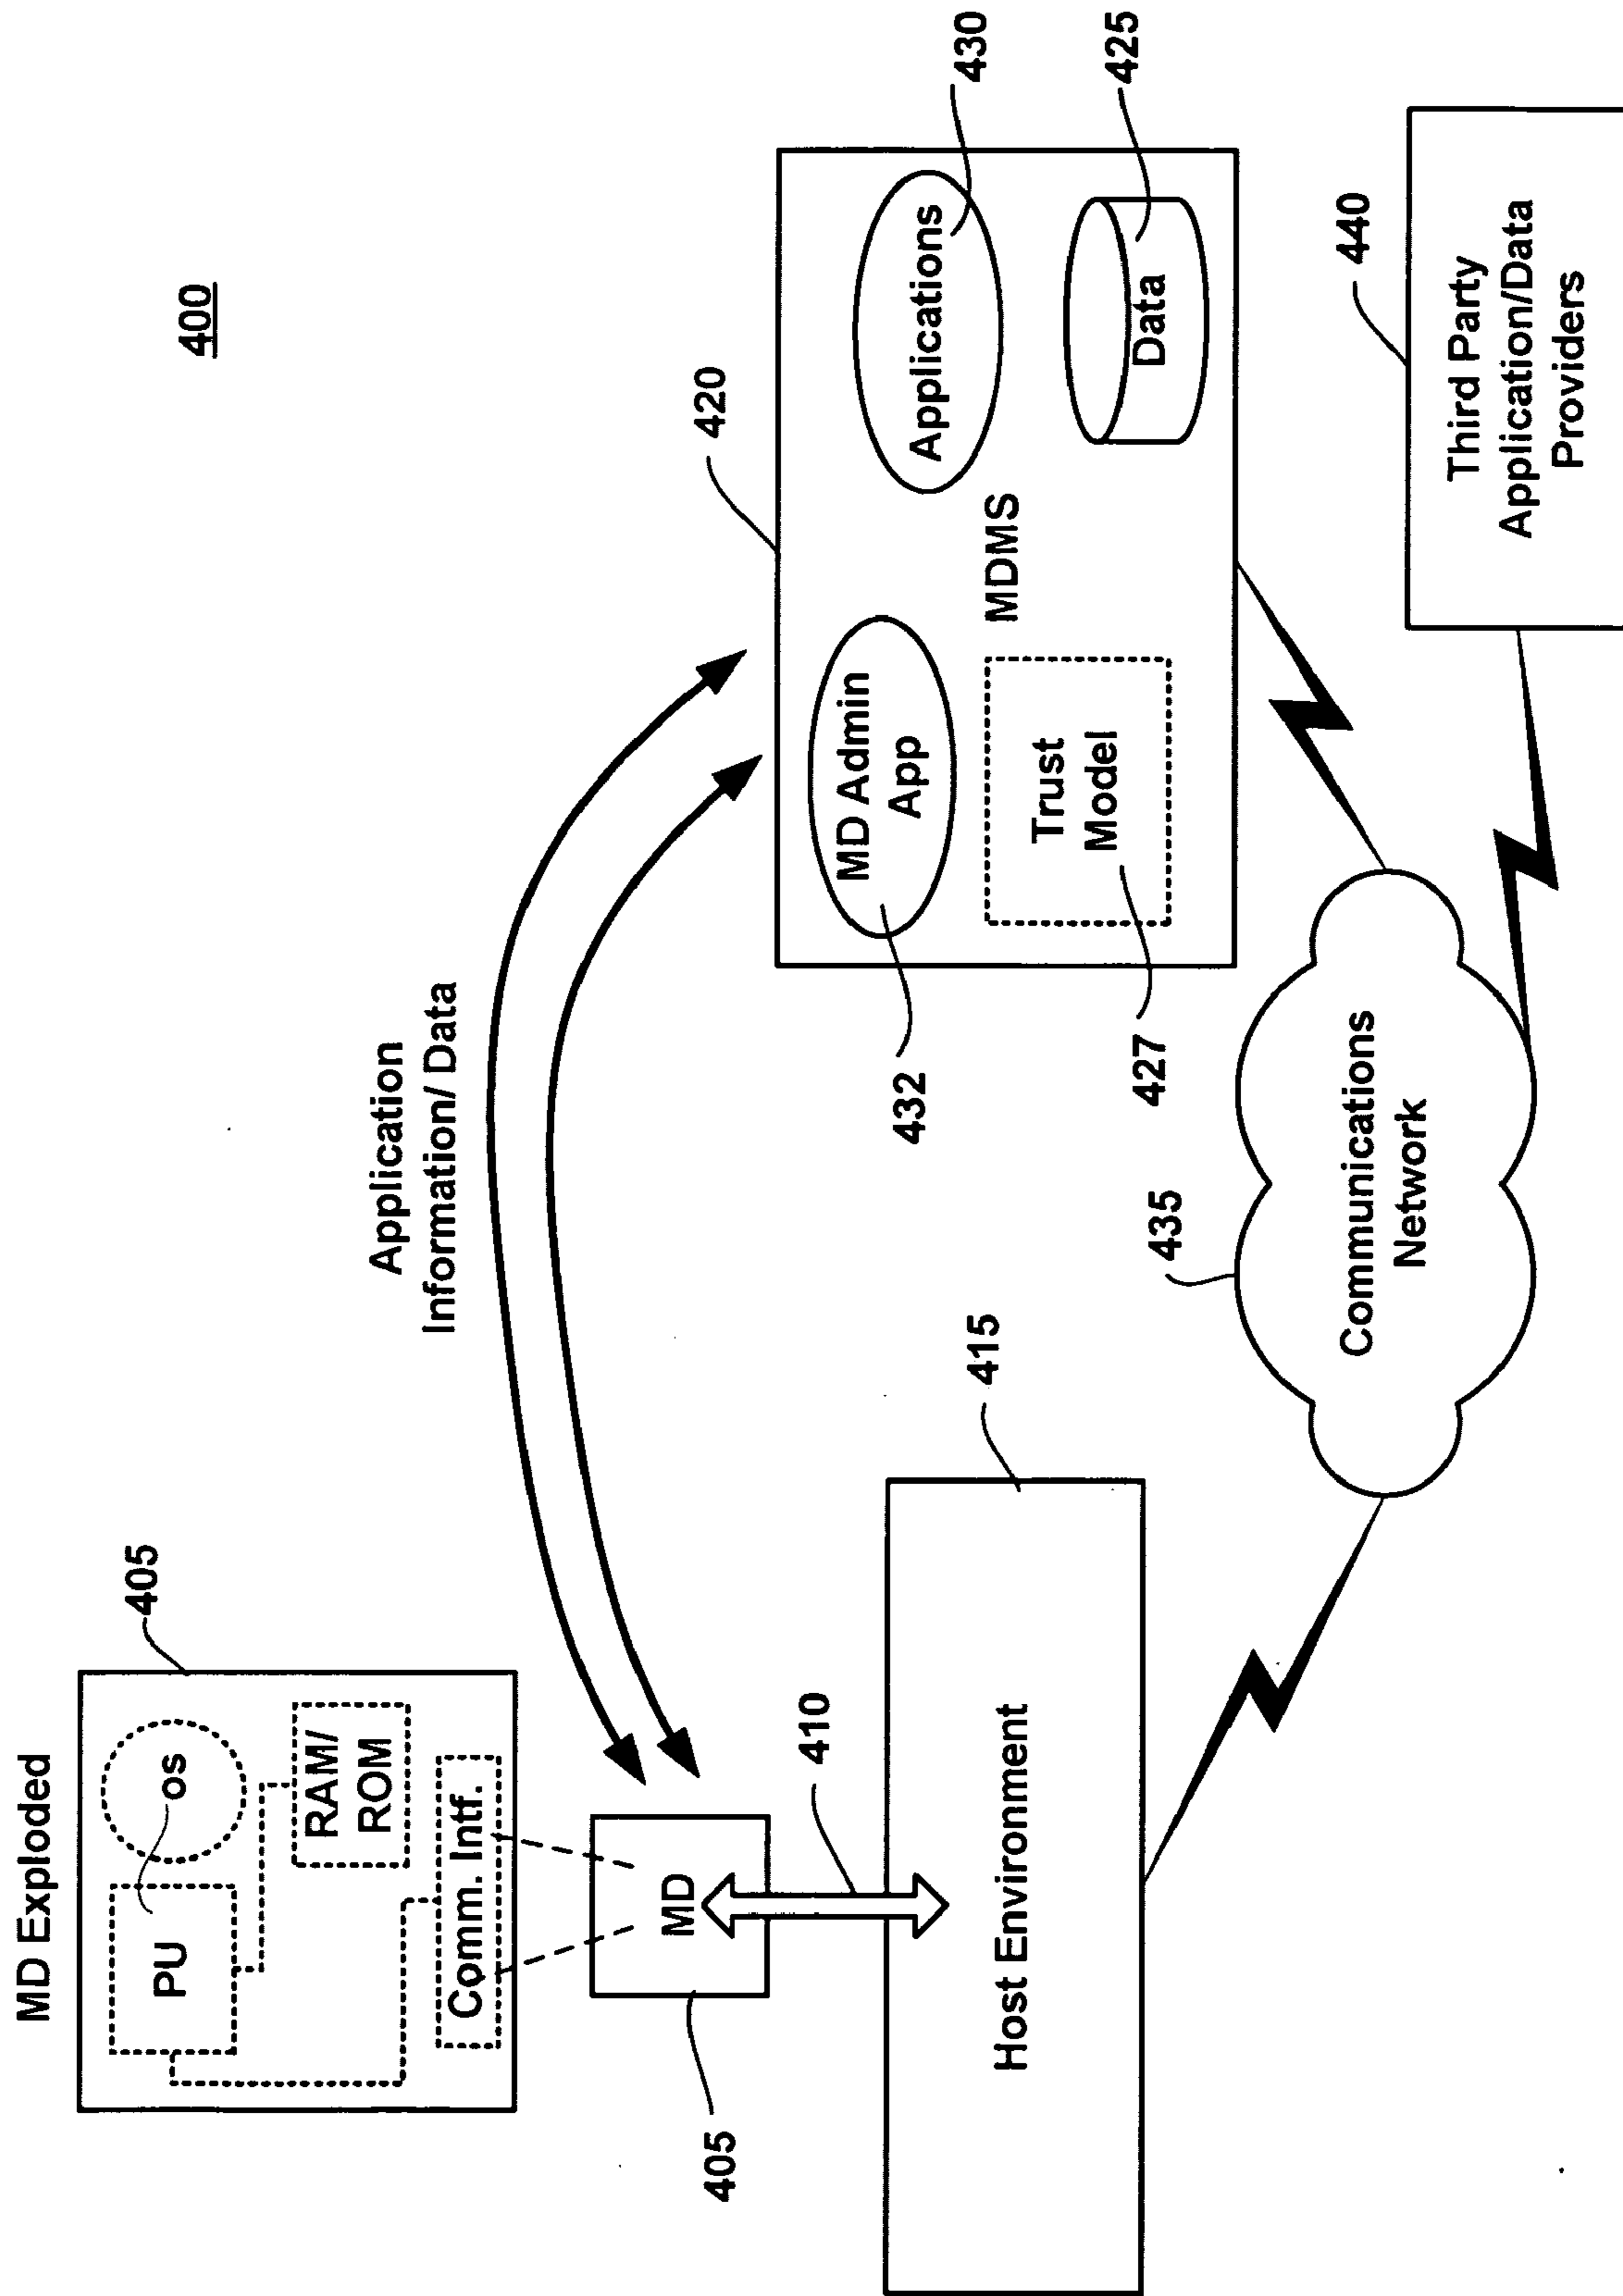 400
MD Exploded
405
PU
os
RAM/
ROM
Comm. Intf.
Application
Information/ Data
405
MD
410
420
MD Admin
App
Applications
430
MDMS
432
Trust
Model
427
Data
425
Host Environment
415
435
Communications
Network
440
Third Party
Application/Data
Providers